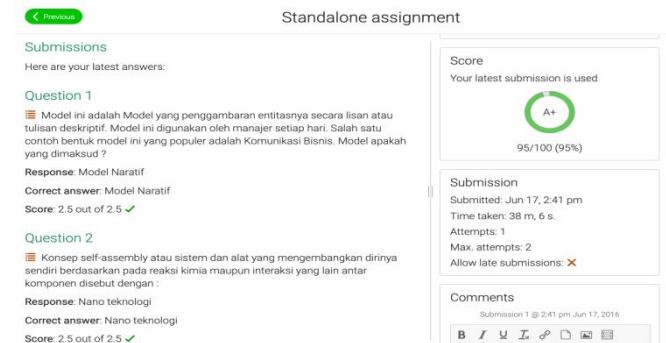 Previous
Standalone assignment
Submissions
Here are your latest answers:
Question 1
Model ini adalah Model yang penggambaran entitasnya secara lisan atau
tulisan deskriptif. Model ini digunakan oleh manajer setiap hari. Salah satu
contoh bentuk model ini yang populer adalah Komunikasi Bisnis. Model apakah
yang dimaksud ?
Response: Model Naratif
Correct answer: Model Naratif
Score: 2.5 out of 2.5 ✓
Question 2
Konsep self-assembly atau sistem dan alat yang mengembangkan dirinya
sendiri berdasarkan pada reaksi kimia maupun interaksi yang lain antar
komponen disebut dengan :
Response: Nano teknologi
Correct answer: Nano teknologi
Score: 2.5 out of 2.5 ✓
Score
Your latest submission is used
A+
95/100 (95%)
Submission
Submitted: Jun 17, 2:41 pm
Time taken: 38 m, 6 s.
Attempts: 1
Max. attempts: 2
Allow late submissions: ✗
Comments
Submission 1 @ 2:41 pm Jun 17, 2016
B I U Tx